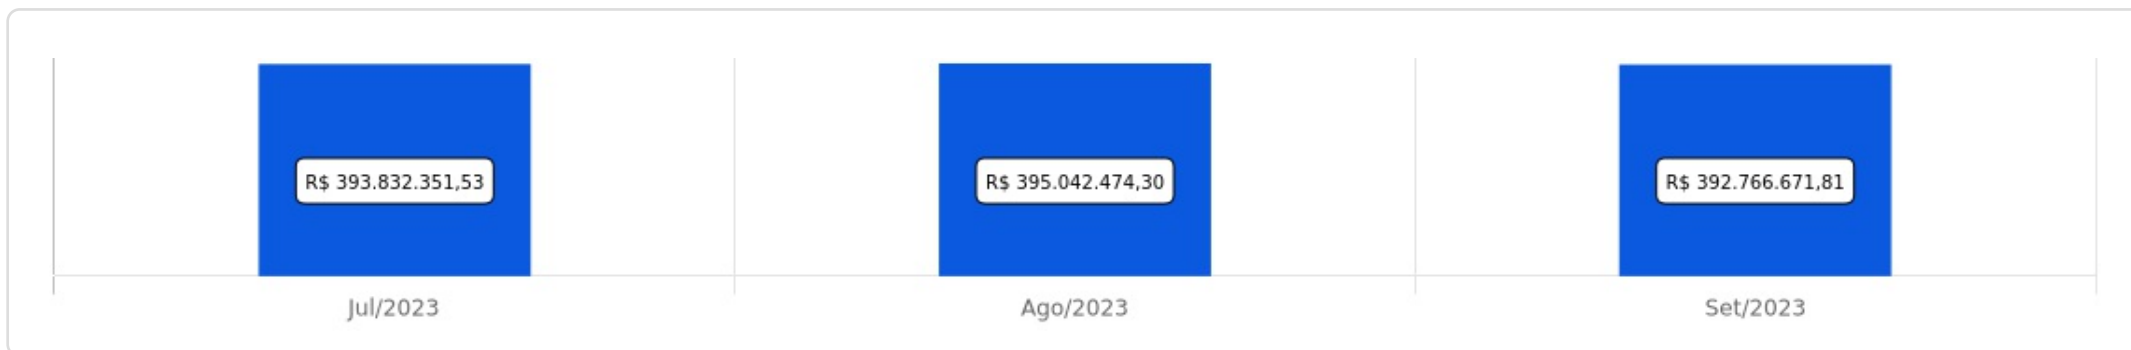 R$ 393.832.351,53
R$ 395.042.474,30
R$ 392.766.671,81
Jul/2023
Ago/2023
Set/2023